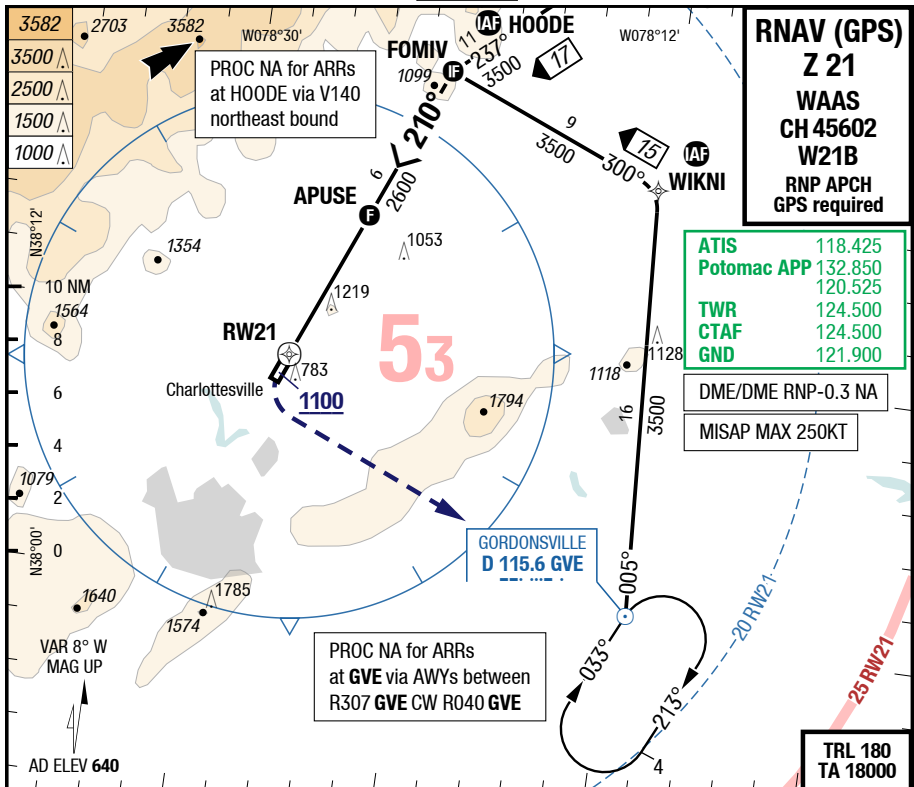 3582
3500
2500
1500
1000
2703
3582
W078°30'
IAF HOODE
11
237°
3500
17
W078°12'
FOMIV
IF
1099
PROC NA for ARRs
at HOODE via V140
northeast bound
210°
9
3500
300°
15
IAF
WIKNI
6
2600
APUSE
F
RNAV (GPS)
Z 21
WAAS
CH 45602
W21B
RNP APCH
GPS required
ATIS 118.425
Potomac APP 132.850
120.525
TWR 124.500
CTAF 124.500
GND 121.900
N38°12'
1354
1053
10 NM
1564
1219
8
RW21
53
783
1128
1118
6
Charlottesville
1100
1794
16
3500
DME/DME RNP-0.3 NA
MISAP MAX 250KT
4
1079
2
0
N38°00'
GORDONSVILLE
D 115.6 GVE
005°
1640
1785
1574
20 RW21
VAR 8° W
MAG UP
PROC NA for ARRs
at GVE via AWYs between
R307 GVE CW R040 GVE
033°
213°
25 RW21
4
AD ELEV 640
TRL 180
TA 18000